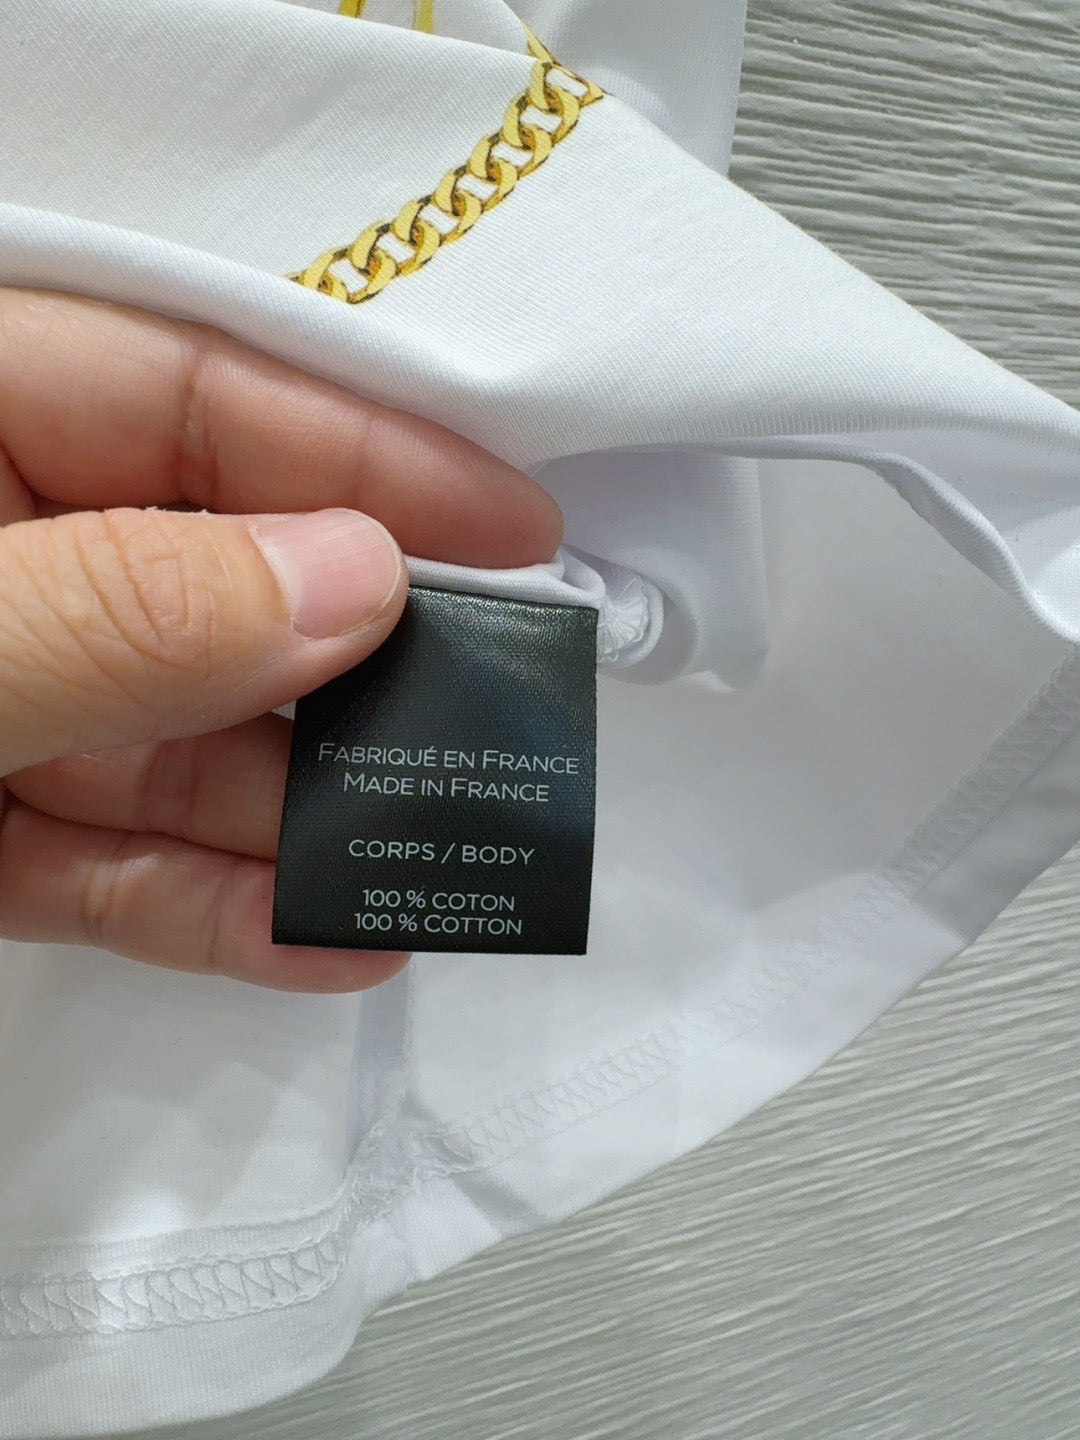 FABRIQUÉ EN FRANCE
MADE IN FRANCE
CORPS / BODY
100 % COTON
100 % COTTON